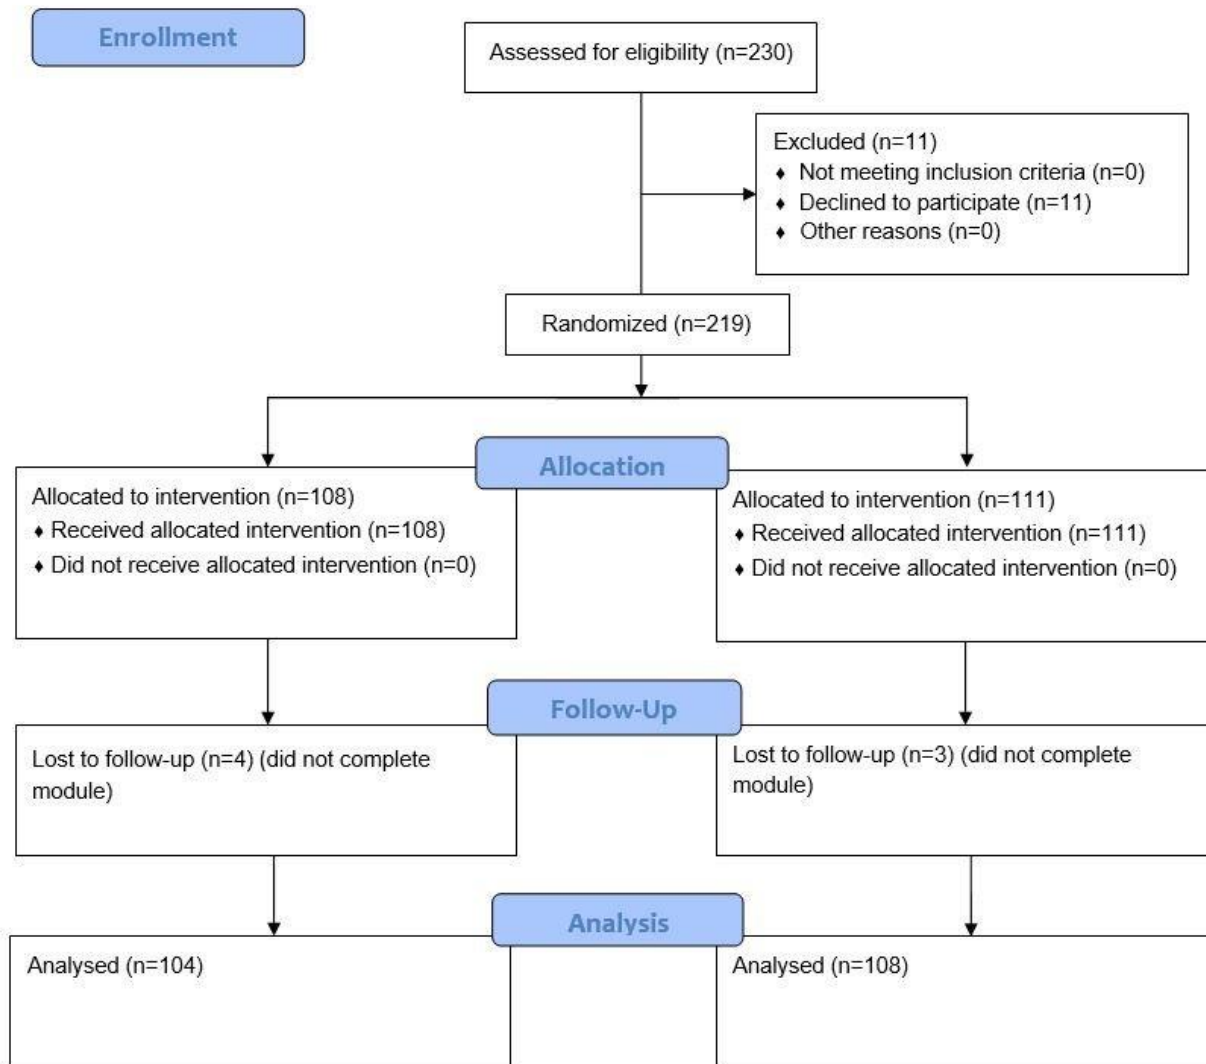 Enrollment
Assessed for eligibility (n=230)
Excluded (n=11)
♦ Not meeting inclusion criteria (n=0)
♦ Declined to participate (n=11)
♦ Other reasons (n=0)
Randomized (n=219)
Allocation
Allocated to intervention (n=108)
♦ Received allocated intervention (n=108)
♦ Did not receive allocated intervention (n=0)
Allocated to intervention (n=111)
♦ Received allocated intervention (n=111)
♦ Did not receive allocated intervention (n=0)
Follow-Up
Lost to follow-up (n=4) (did not complete
module)
Lost to follow-up (n=3) (did not complete
module)
Analysis
Analysed (n=104)
Analysed (n=108)